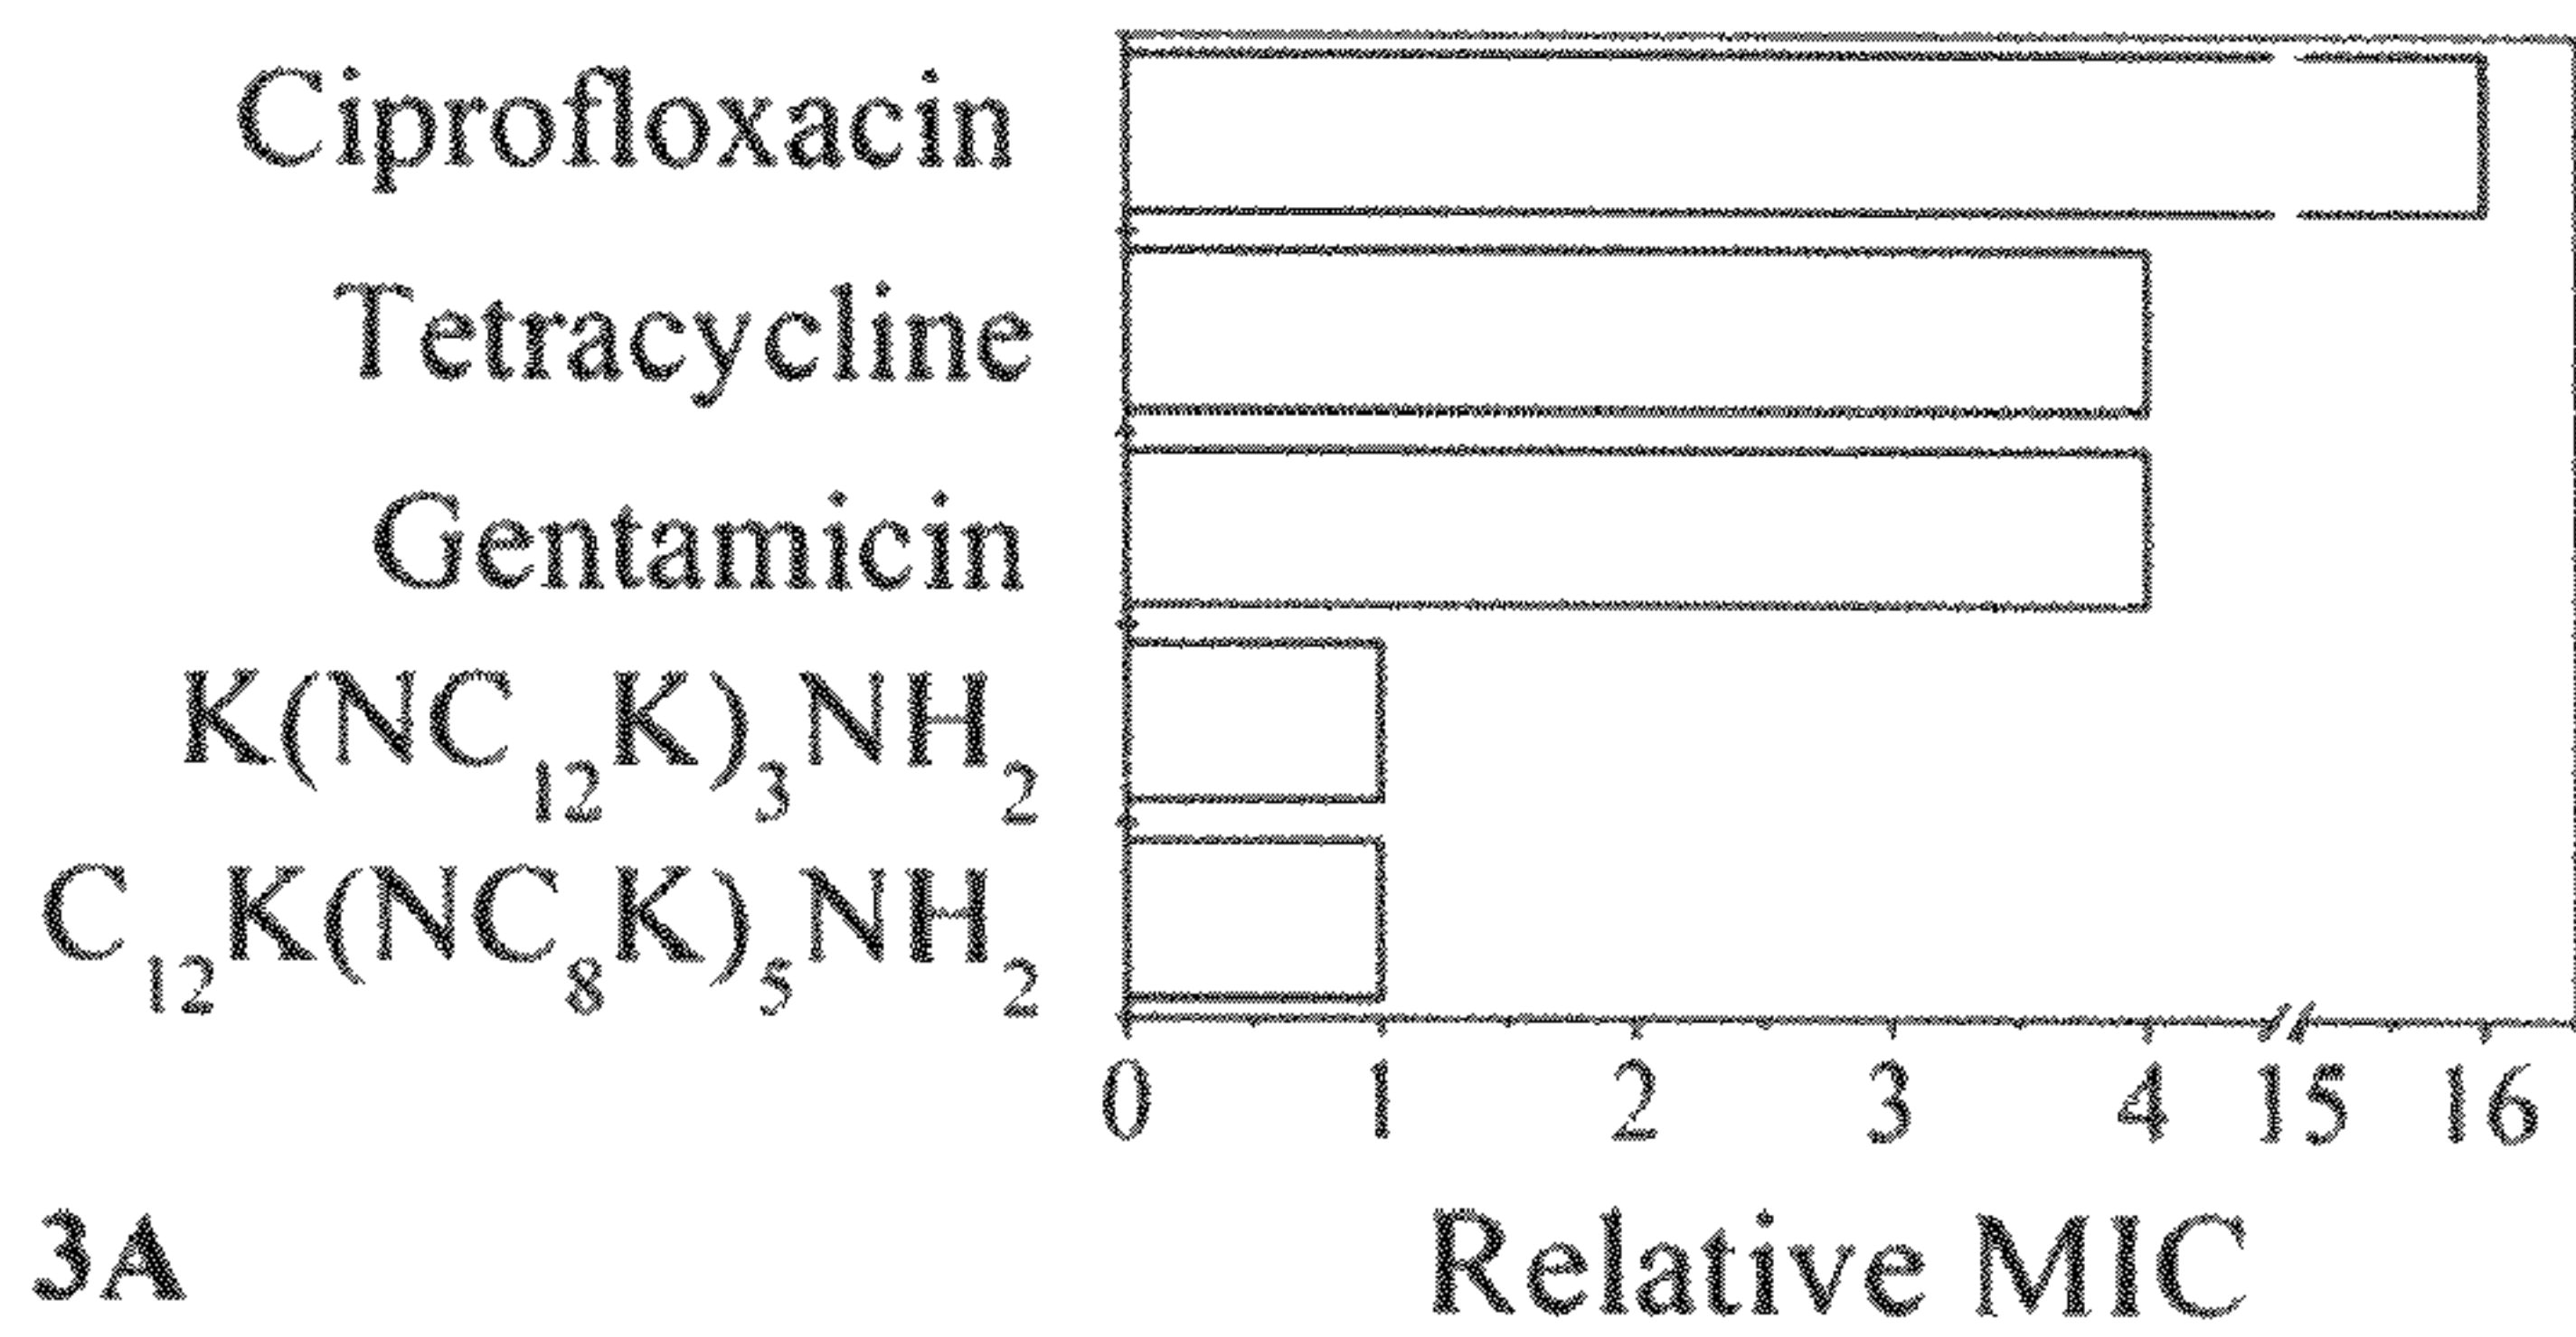 Ciprofloxacin
Tetracycline
Gentamicin
K(NC₁₂K)₃NH₂
C₁₂K(NC₈K)₅NH₂
0 1 2 3 4 15 16
3A Relative MIC